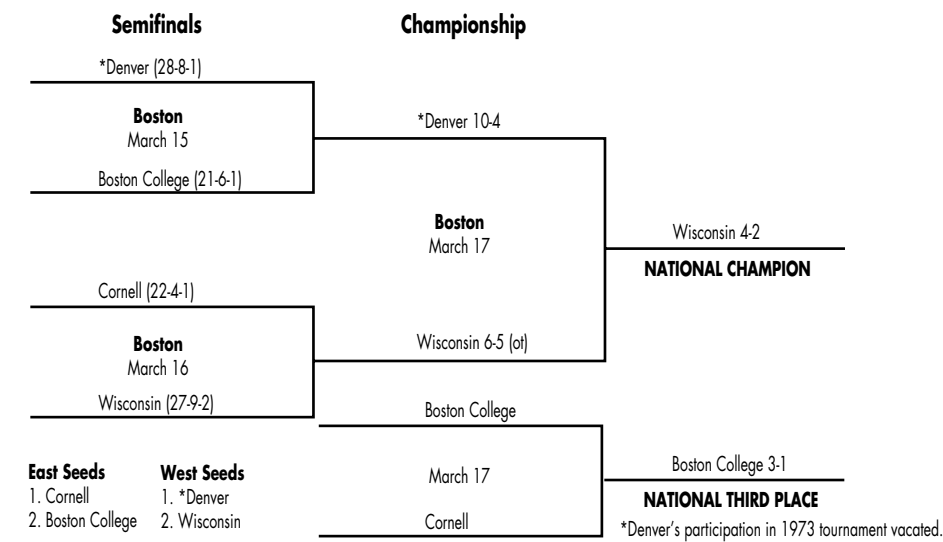 Semifinals
Championship
*Denver (28-8-1)
Boston
March 15
Boston College (21-6-1)
*Denver 10-4
Boston
March 17
Wisconsin 4-2
NATIONAL CHAMPION
Cornell (22-4-1)
Boston
March 16
Wisconsin (27-9-2)
Wisconsin 6-5 (ot)
Boston College
March 17
Cornell
Boston College 3-1
NATIONAL THIRD PLACE
*Denver's participation in 1973 tournament vacated.
East Seeds
1. Cornell
2. Boston College
West Seeds
1. *Denver
2. Wisconsin